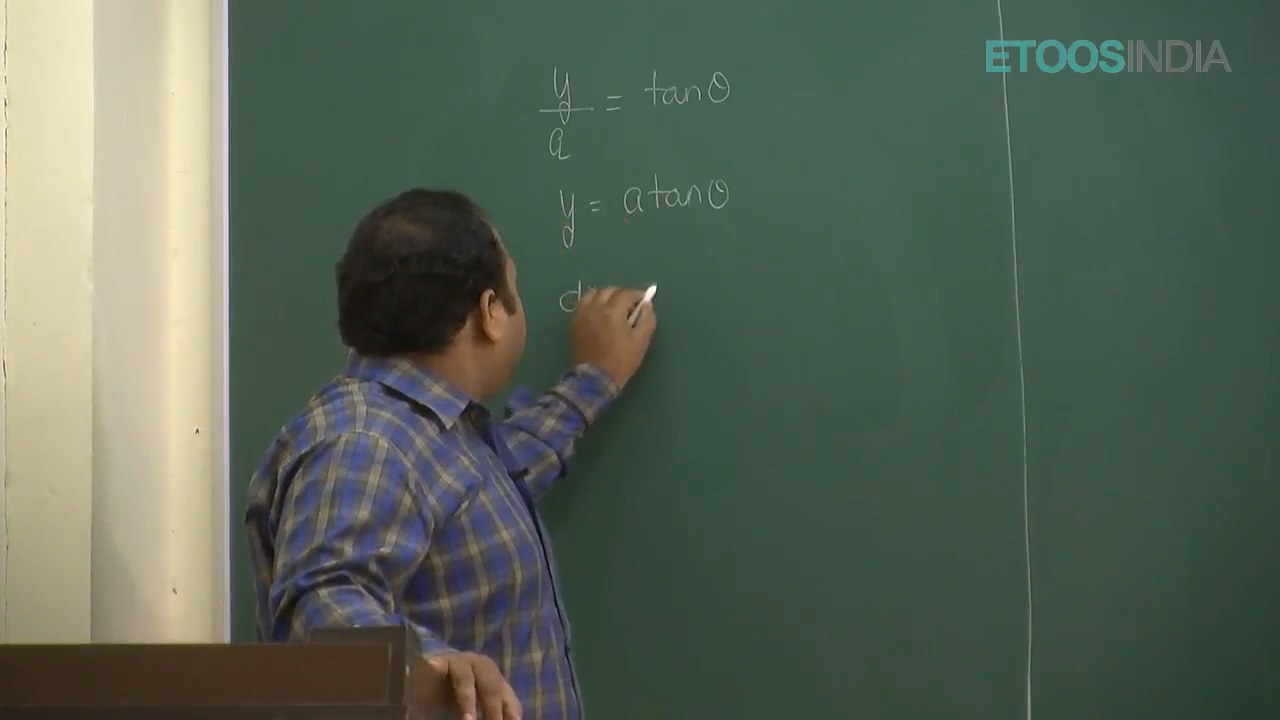 ETOOSINDIA
y/a = tanθ
y = a tanθ
d